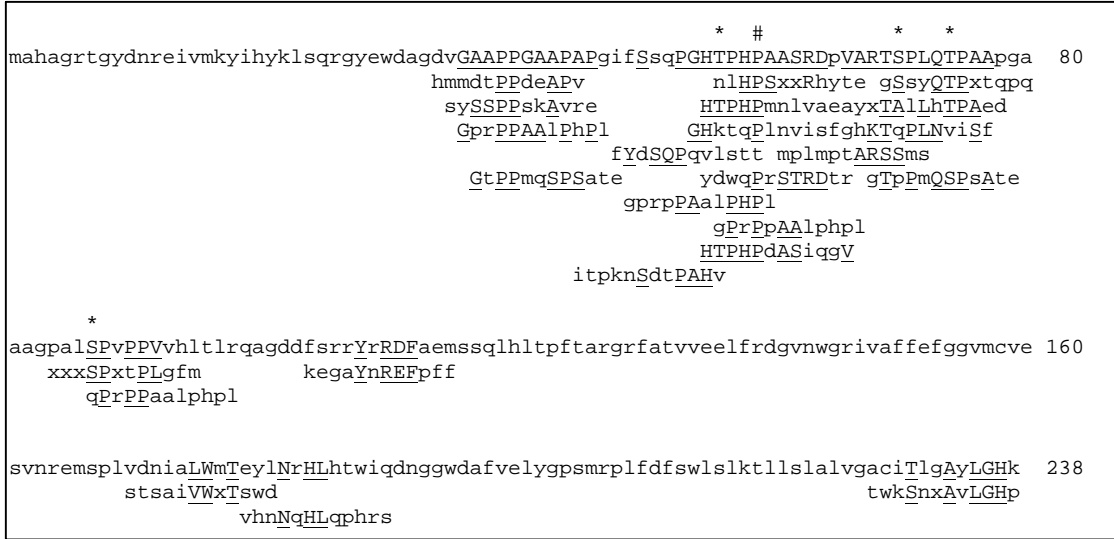 * # * *
mahagrtgydnreivmkyihyklsqrgyewdagdvGAAPPGAAPAPgifSsqPGHTPHPAASRDpVARTSPLQTPAApga 80
hmmdtPPdeAPv nlHPSxxRhyte gSsyQTPxtqpq
sySSPPskAvre HTPHPmnlvaeayxTAlLhTPAed
GprPPAAlPhPl GHktqPlnvisfghKTqPLNviSf
fYdSQPqvlstt mplmptARSSms
GtPPmqSPSate ydwqPrSTRDtr gTpPmQSPsAte
gprpPAalPHPl
gPrPpAAlphpl
HTPHPdASiqgV
itpknSdtPAHv
*
aagpalSPvPPVvhltlrqagddfsrrYrRDFaemssqlhltpftargrfatvveelfrdgvnwgrivaffefggvmcve 160
xxxSPxtPLgfm kegaYnREFpff
qPrPPaalphpl
svnremsplvdniaLWmTeylNrHLhtwiqdnggwdafvelygpsmrplfdfswlslktllslalvgaciTlgAyLGHk 238
stsaiVWxTswd twkSnxAvLGHp
vhnNqHLqphrs